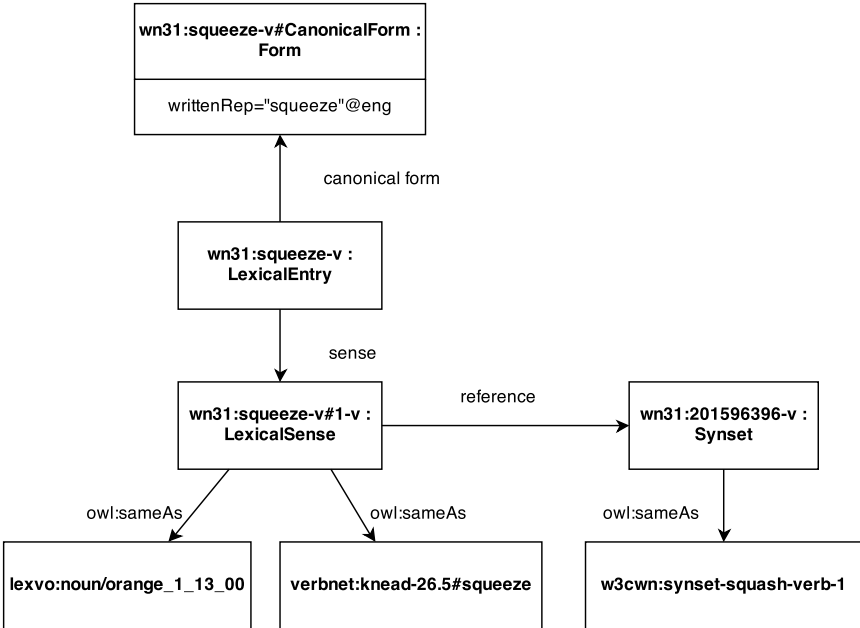 wn31:squeeze-v#CanonicalForm :
Form
writtenRep="squeeze"@eng
canonical form
wn31:squeeze-v :
LexicalEntry
sense
wn31:squeeze-v#1-v :
LexicalSense
reference
wn31:201596396-v :
Synset
owl:sameAs
owl:sameAs
owl:sameAs
lexvo:noun/orange_1_13_00
verbnet:knead-26.5#squeeze
w3cwn:synset-squash-verb-1